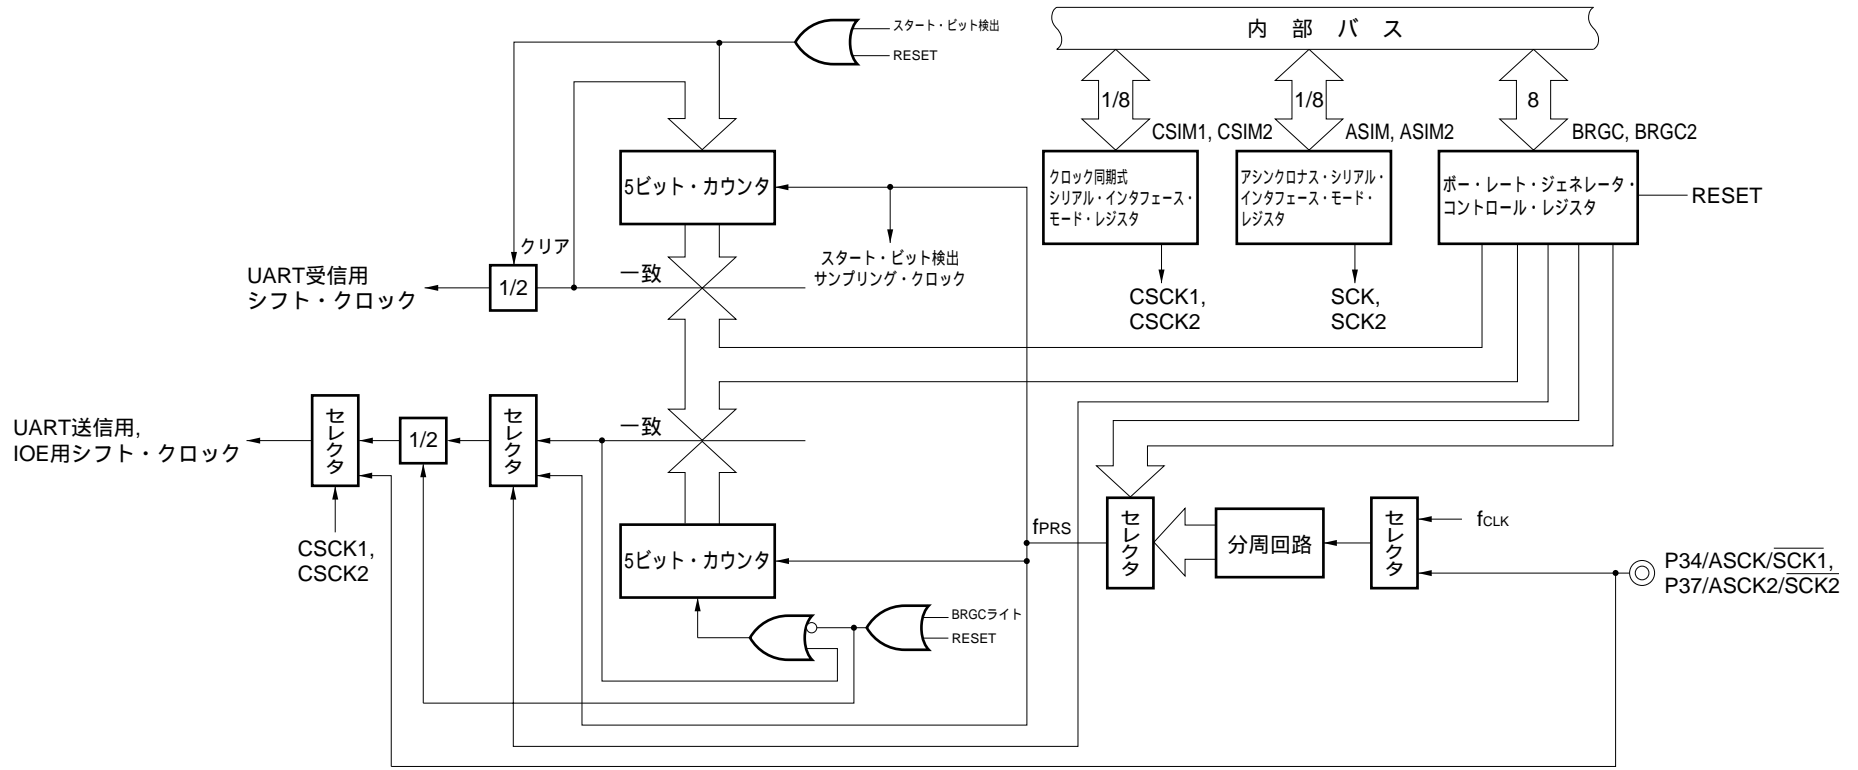 スタート・ビット検出
RESET
内部バス
1/8
1/8
8
CSIM1, CSIM2
ASIM, ASIM2
BRGC, BRGC2
5ビット・カウンタ
クロック同期式
シリアル・インタフェース・
モード・レジスタ
アシンクロナス・シリアル・
インタフェース・モード・
レジスタ
ボー・レート・ジェネレータ・
コントロール・レジスタ
RESET
クリア
スタート・ビット検出
サンプリング・クロック
UART受信用
シフト・クロック
1/2
一致
CSCK1,
CSCK2
SCK,
SCK2
UART送信用,
IOE用シフト・クロック
セレクタ
1/2
セレクタ
一致
CSCK1,
CSCK2
5ビット・カウンタ
fPRS
セレクタ
分周回路
セレクタ
fCLK
P34/ASCK/S̅C̅K̅1̅,
P37/ASCK2/S̅C̅K̅2̅
BRGCライト
RESET